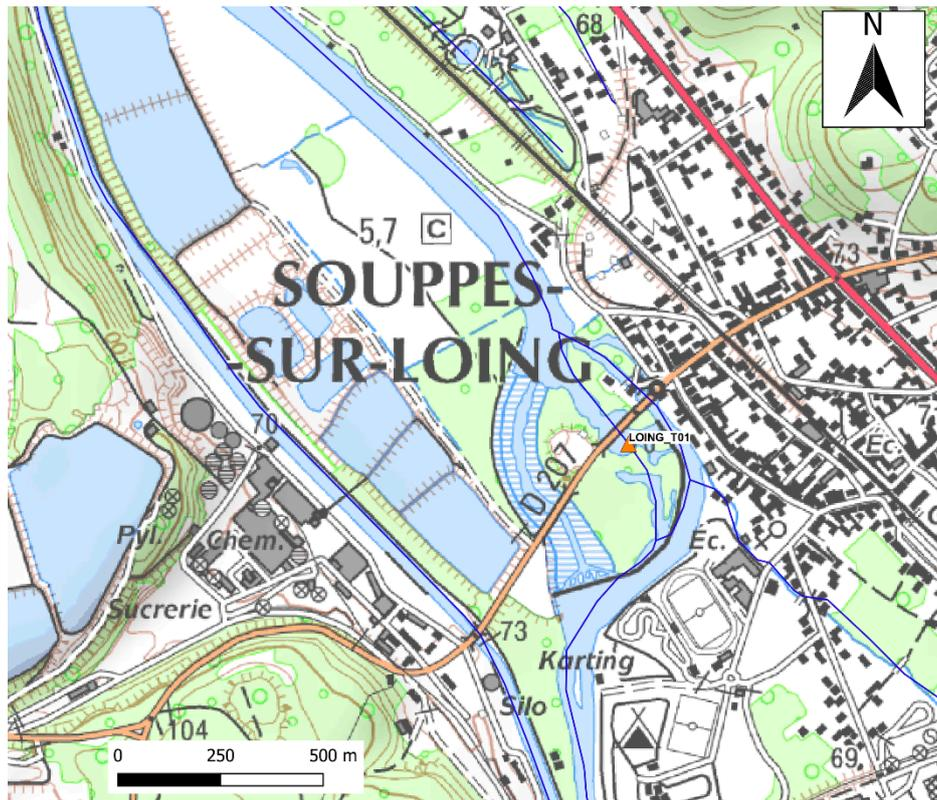 68
N
5,7
C
73
SOUPPES-
-SUR-LOING
70
LOING_T01
Ec.
D 207
Pyl.
Chem.
Ec.
Sucrerie
73
Karting
Silo
104
69
0 250 500 m